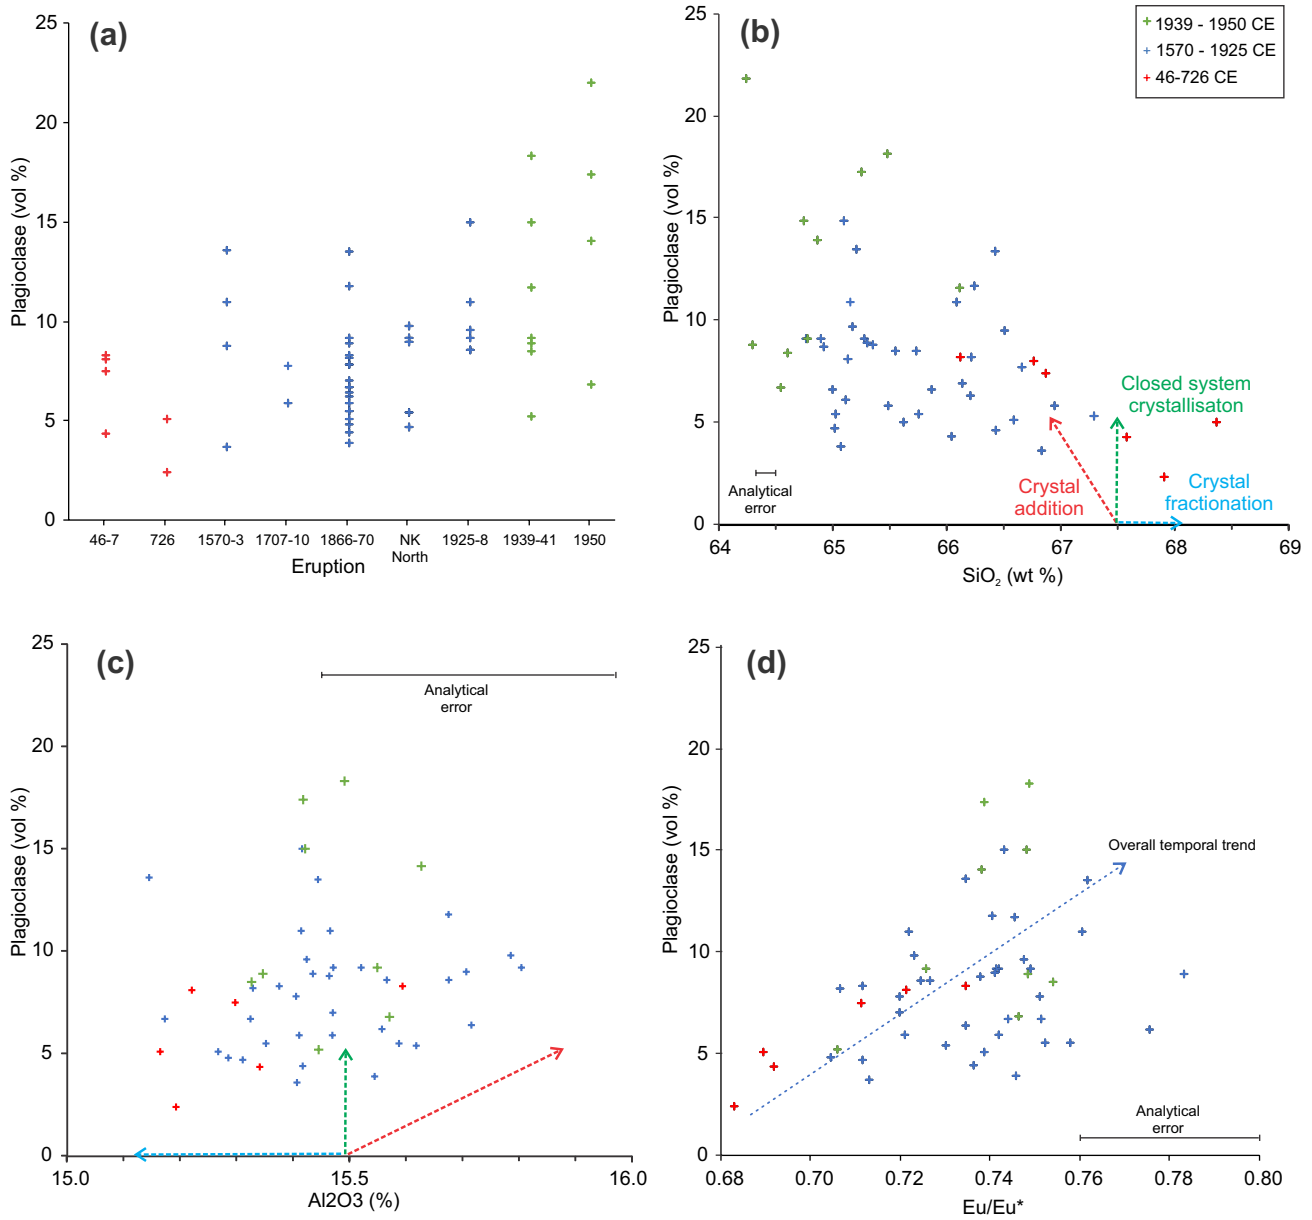 (a)
25
20
15
10
5
0
Plagioclase (vol %)
46-7
726
1570-3
1707-10
1866-70
NK
North
1925-8
1939-41
1950
Eruption
(b)
1939 - 1950 CE
1570 - 1925 CE
46-726 CE
25
20
15
10
5
0
Plagioclase (vol %)
Closed system
crystallisaton
Crystal
addition
Crystal
fractionation
Analytical
error
64
65
66
67
68
69
SiO₂ (wt %)
(c)
25
20
15
10
5
0
Plagioclase (vol %)
Analytical
error
15.0
15.5
16.0
Al2O3 (%)
(d)
25
20
15
10
5
0
Plagioclase (vol %)
Overall temporal trend
Analytical
error
0.68
0.70
0.72
0.74
0.76
0.78
0.80
Eu/Eu*